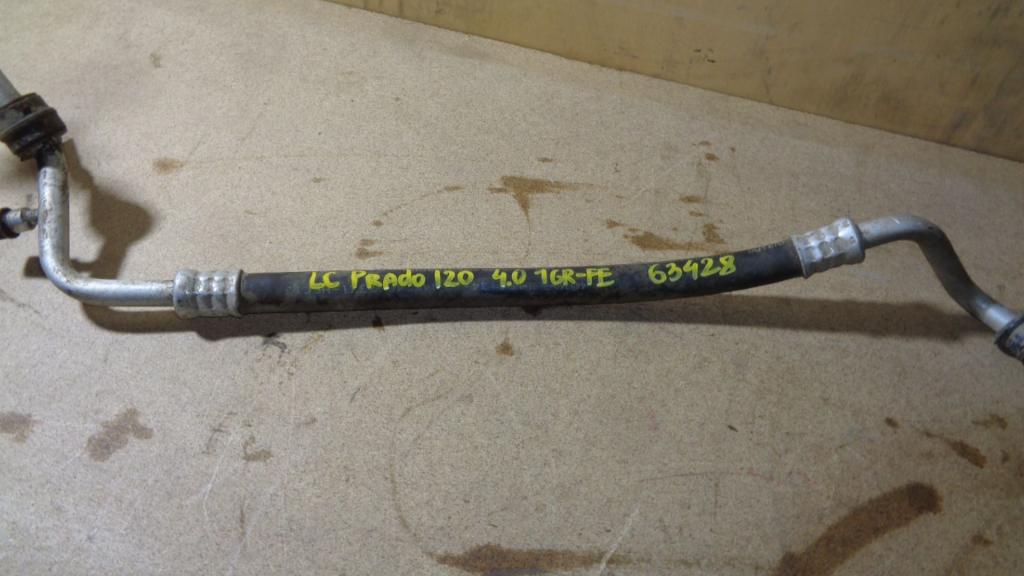 LC PRADO 120 4.0 1GR-FE 63428